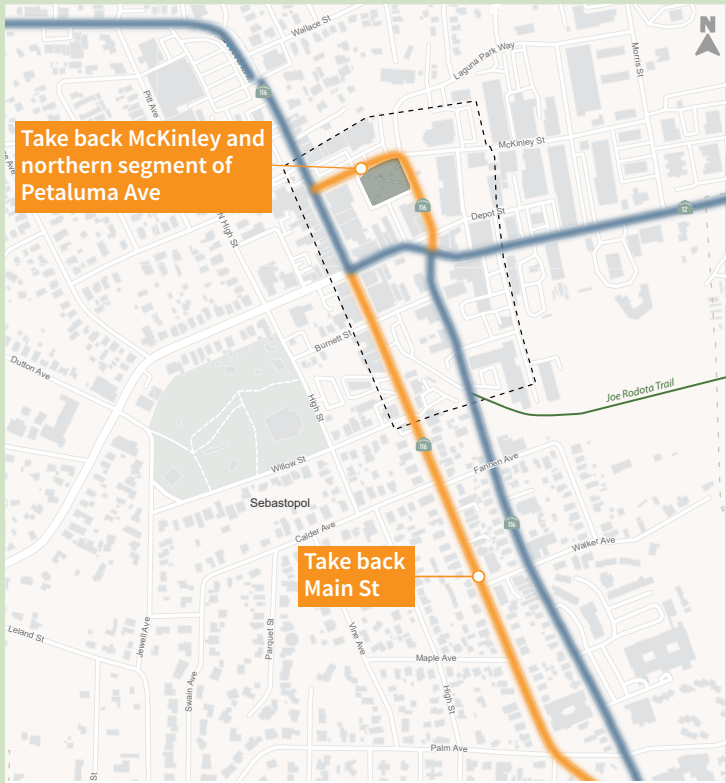 N
Wallace St
Morris St
Laguna Park Way
Pitt Ave
116
Take back McKinley and
northern segment of
Petaluma Ave
McKinley St
116
Depot St
12
N High St
Burnett St
Dutton Ave
Joe Rodota Trail
High St
116
Willow St
Fannen Ave
Sebastopol
Calder Ave
116
Walker Ave
Take back
Main St
Leland St
Jewell Ave
Parquet St
Vine Ave
Maple Ave
Swain Ave
High St
Palm Ave
St